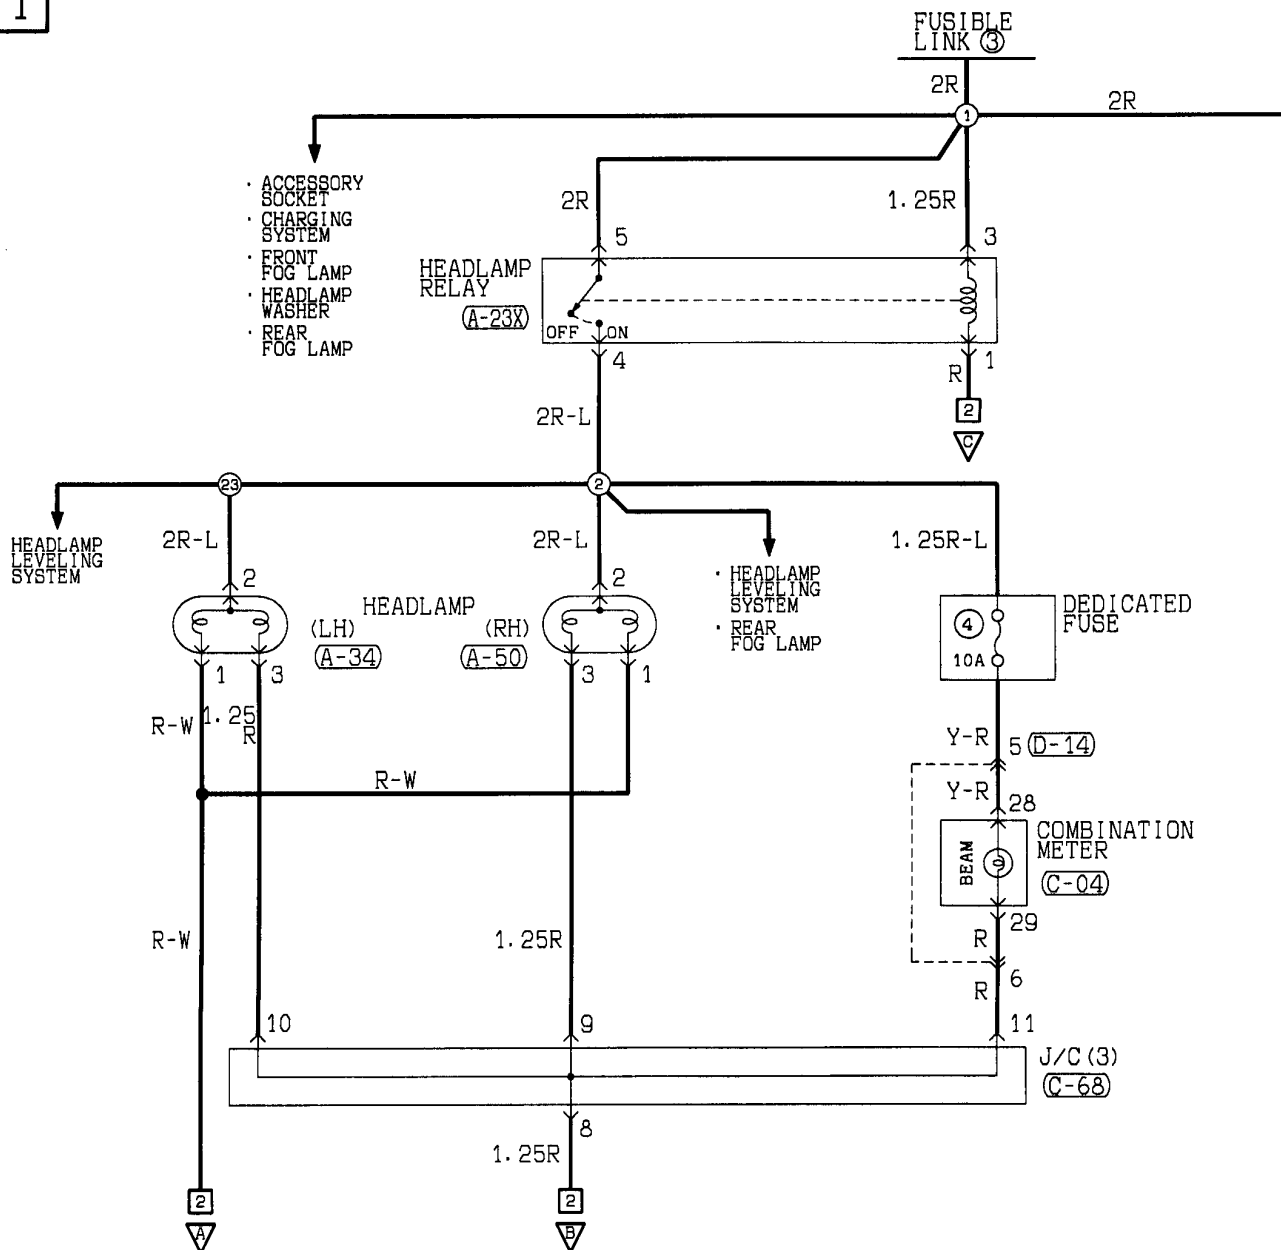 1
FUSIBLE
LINK ③
2R
2R
①
· ACCESSORY
SOCKET
· CHARGING
SYSTEM
· FRONT
FOG LAMP
· HEADLAMP
WASHER
· REAR
FOG LAMP
2R
1.25R
5
3
HEADLAMP
RELAY
A-23X
OFF
ON
4
1
R
2
C
2R-L
23
2
HEADLAMP
LEVELING
SYSTEM
2R-L
2R-L
1.25R-L
· HEADLAMP
LEVELING
SYSTEM
· REAR
FOG LAMP
2
2
HEADLAMP
(LH)
(RH)
A-34
A-50
DEDICATED
FUSE
④
10A
1
3
3
1
R-W
1.25
R
R-W
Y-R
5
D-14
Y-R
28
COMBINATION
METER
BEAM
C-04
29
R
R-W
1.25R
6
R
10
9
11
J/C(3)
C-68
8
1.25R
2
2
A
B